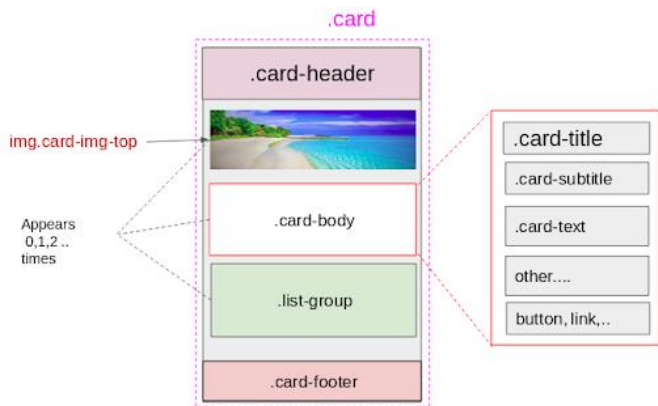 .card
.card-header
img.card-img-top
.card-title
.card-subtitle
.card-text
other....
button, link,..
Appears
0,1,2 ..
times
.card-body
.list-group
.card-footer